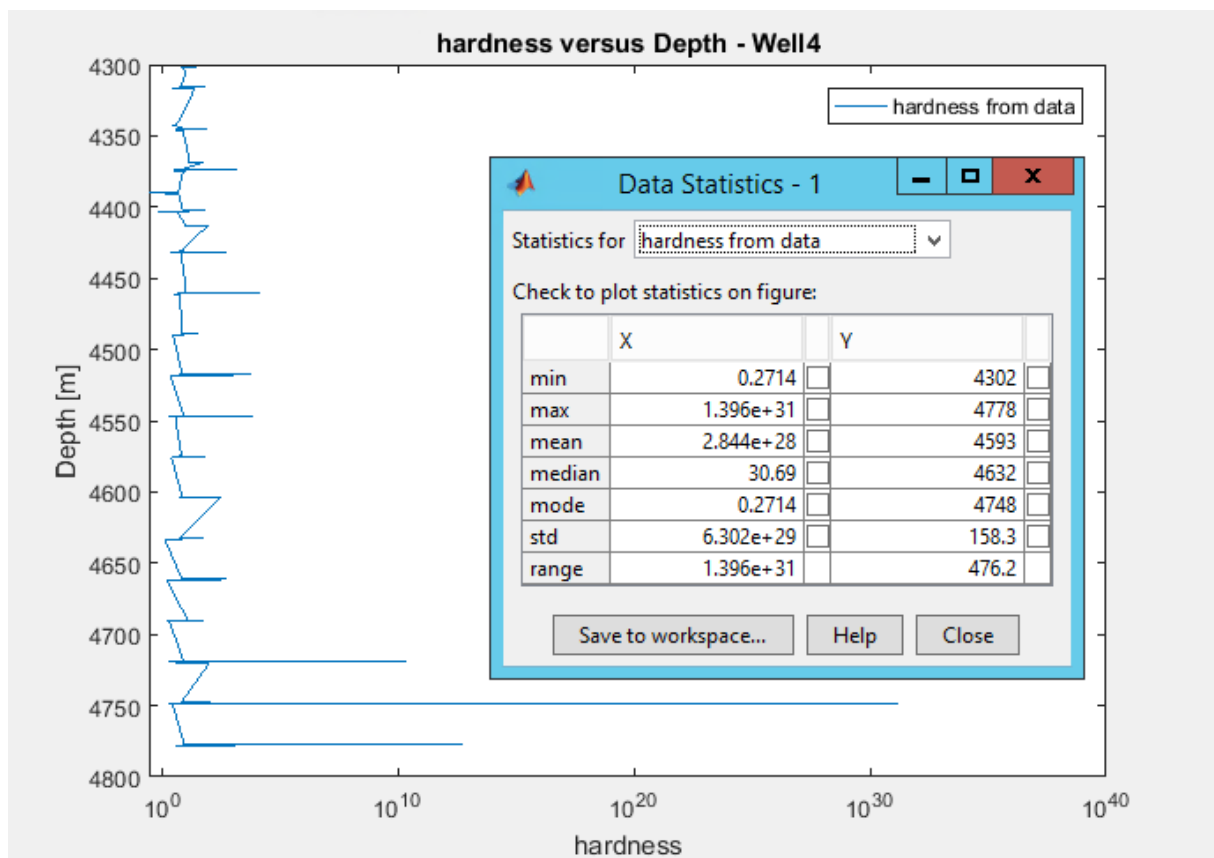 hardness versus Depth - Well4
4300
4350
4400
4450
4500
4550
4600
4650
4700
4750
4800
Depth [m]
10^0
10^10
10^20
10^30
10^40
hardness
hardness from data
Data Statistics - 1
Statistics for hardness from data
Check to plot statistics on figure:
X Y
min 0.2714 4302
max 1.396e+31 4778
mean 2.844e+28 4593
median 30.69 4632
mode 0.2714 4748
std 6.302e+29 158.3
range 1.396e+31 476.2
Save to workspace... Help Close